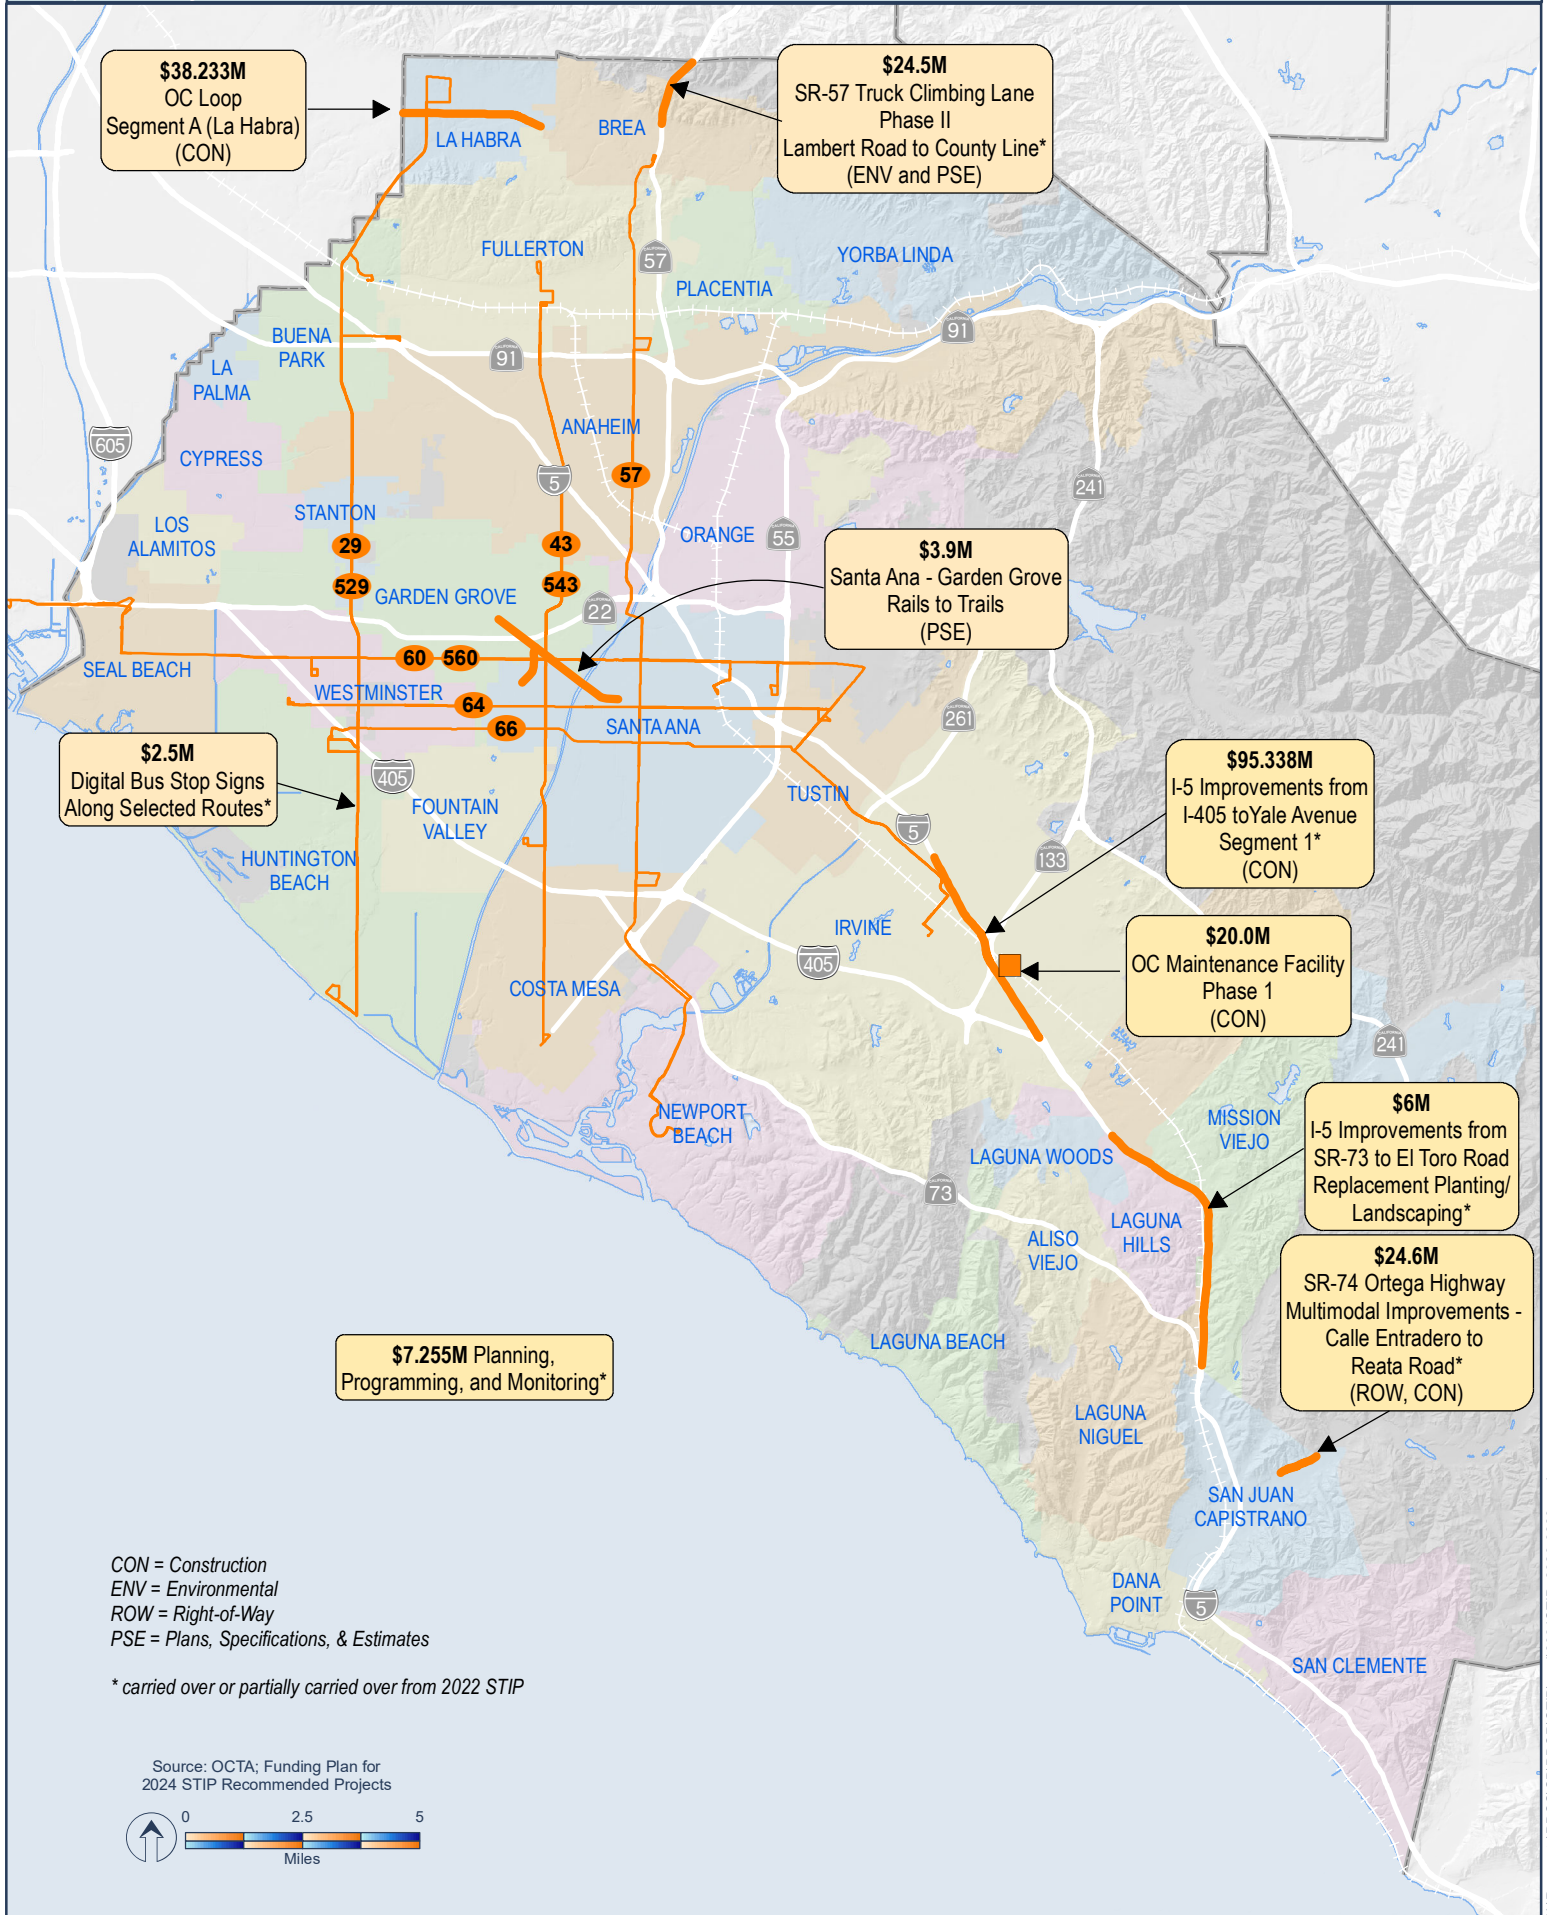 $38.233M
OC Loop
Segment A (La Habra)
(CON)
$24.5M
SR-57 Truck Climbing Lane
Phase II
Lambert Road to County Line*
(ENV and PSE)
LA HABRA
BREA
FULLERTON
CALIFORNIA
57
YORBA LINDA
PLACENTIA
BUENA
PARK
CALIFORNIA
91
CALIFORNIA
91
LA
PALMA
605
ANAHEIM
CYPRESS
5
57
CALIFORNIA
241
STANTON
LOS
ALAMITOS
ORANGE
CALIFORNIA
55
29
43
529
543
GARDEN GROVE
CALIFORNIA
22
$3.9M
Santa Ana - Garden Grove
Rails to Trails
(PSE)
SEAL BEACH
60
560
WESTMINSTER
64
66
SANTA ANA
CALIFORNIA
261
$2.5M
Digital Bus Stop Signs
Along Selected Routes*
405
FOUNTAIN
VALLEY
TUSTIN
5
CALIFORNIA
133
$95.338M
I-5 Improvements from
I-405 toYale Avenue
Segment 1*
(CON)
HUNTINGTON
BEACH
IRVINE
405
$20.0M
OC Maintenance Facility
Phase 1
(CON)
COSTA MESA
CALIFORNIA
241
NEWPORT
BEACH
MISSION
VIEJO
$6M
I-5 Improvements from
SR-73 to El Toro Road
Replacement Planting/
Landscaping*
LAGUNA WOODS
CALIFORNIA
73
LAGUNA
HILLS
ALISO
VIEJO
$24.6M
SR-74 Ortega Highway
Multimodal Improvements -
Calle Entradero to
Reata Road*
(ROW, CON)
LAGUNA BEACH
$7.255M Planning,
Programming, and Monitoring*
LAGUNA
NIGUEL
SAN JUAN
CAPISTRANO
DANA
POINT
5
SAN CLEMENTE
CON = Construction
ENV = Environmental
ROW = Right-of-Way
PSE = Plans, Specifications, & Estimates
* carried over or partially carried over from 2022 STIP
Source: OCTA; Funding Plan for
2024 STIP Recommended Projects
0 2.5 5
Miles